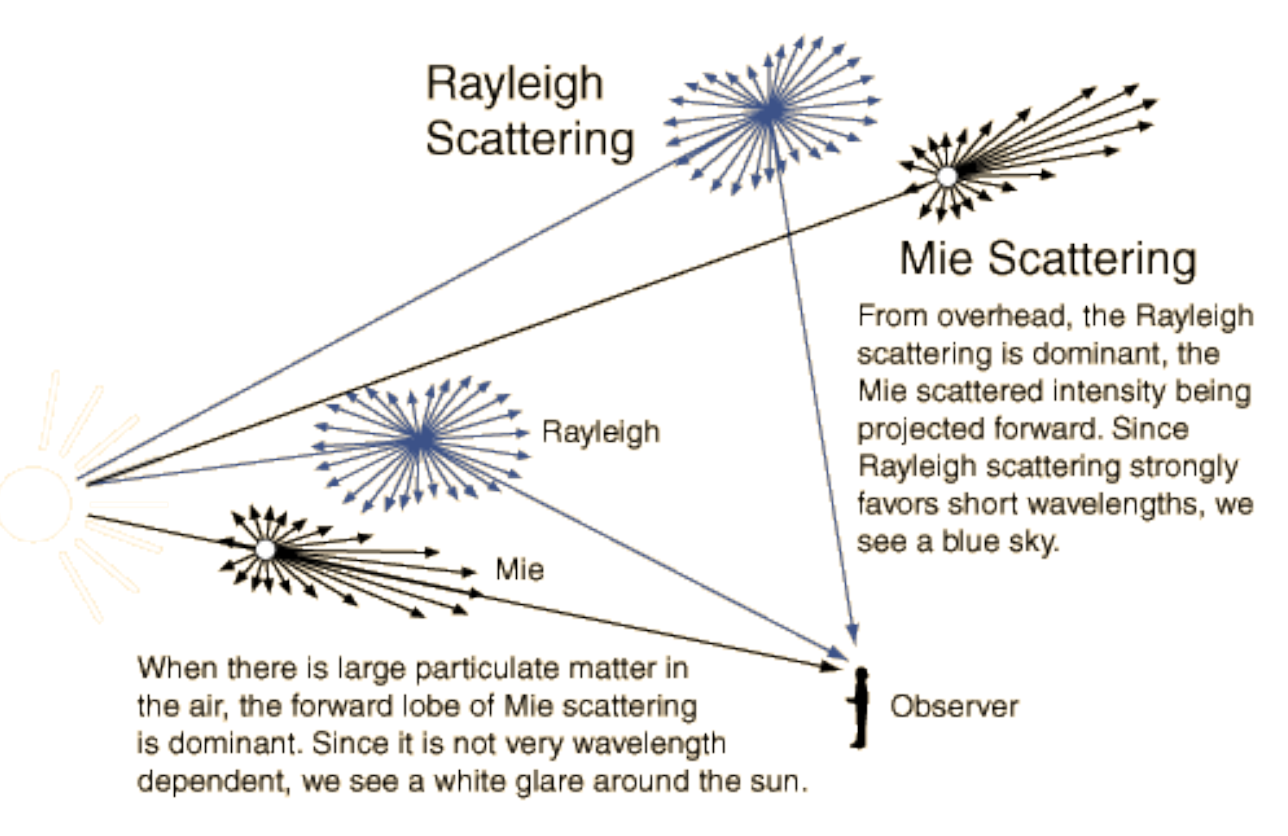 Rayleigh
Scattering
Mie Scattering
From overhead, the Rayleigh
scattering is dominant, the
Mie scattered intensity being
projected forward. Since
Rayleigh scattering strongly
favors short wavelengths, we
see a blue sky.
Rayleigh
Mie
When there is large particulate matter in
the air, the forward lobe of Mie scattering
is dominant. Since it is not very wavelength
dependent, we see a white glare around the sun.
Observer